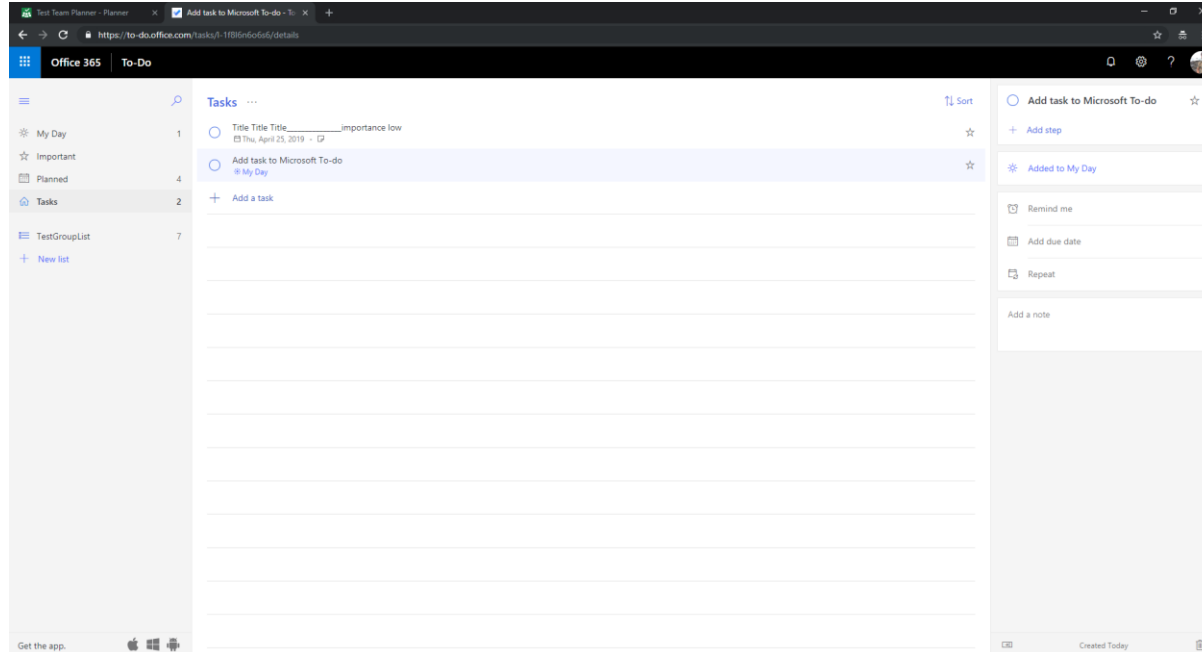 Test Team Planner - Planner
Add task to Microsoft To-do - To
https://to-do.office.com/tasks/l-1f8l6n6o6s6/details
Office 365 To-Do
My Day 1
Important
Planned 4
Tasks 2
TestGroupList 7
New list
Get the app.
Tasks ...
Sort
Title Title Title____________importance low
Thu, April 25, 2019
Add task to Microsoft To-do
My Day
Add a task
Add task to Microsoft To-do
Add step
Added to My Day
Remind me
Add due date
Repeat
Add a note
Created Today